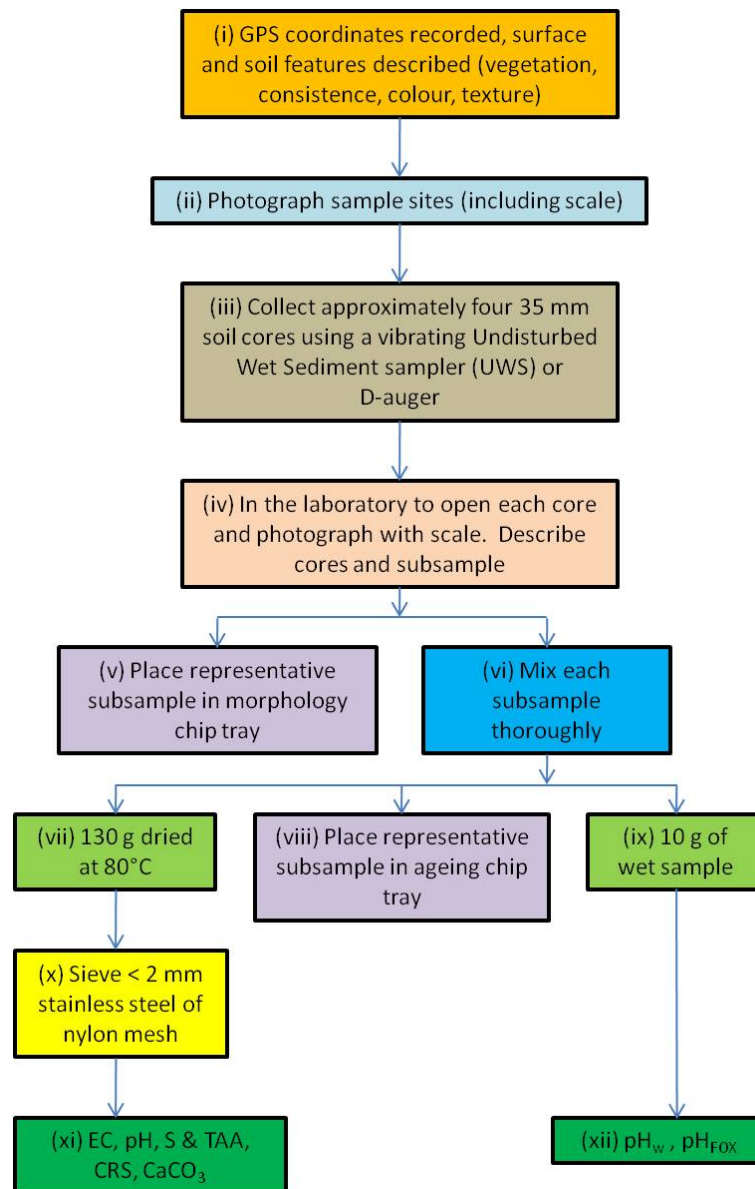 (i) GPS coordinates recorded, surface
and soil features described (vegetation,
consistence, colour, texture)
(ii) Photograph sample sites (including scale)
(iii) Collect approximately four 35 mm
soil cores using a vibrating Undisturbed
Wet Sediment sampler (UWS) or
D-auger
(iv) In the laboratory to open each core
and photograph with scale.  Describe
cores and subsample
(v) Place representative
subsample in morphology
chip tray
(vi) Mix each
subsample
thoroughly
(vii) 130 g dried
at 80°C
(viii) Place representative
subsample in ageing chip
tray
(ix) 10 g of
wet sample
(x) Sieve < 2 mm
stainless steel of
nylon mesh
(xi) EC, pH, S & TAA,
CRS, CaCO₃
(xii) pHw , pHFOX